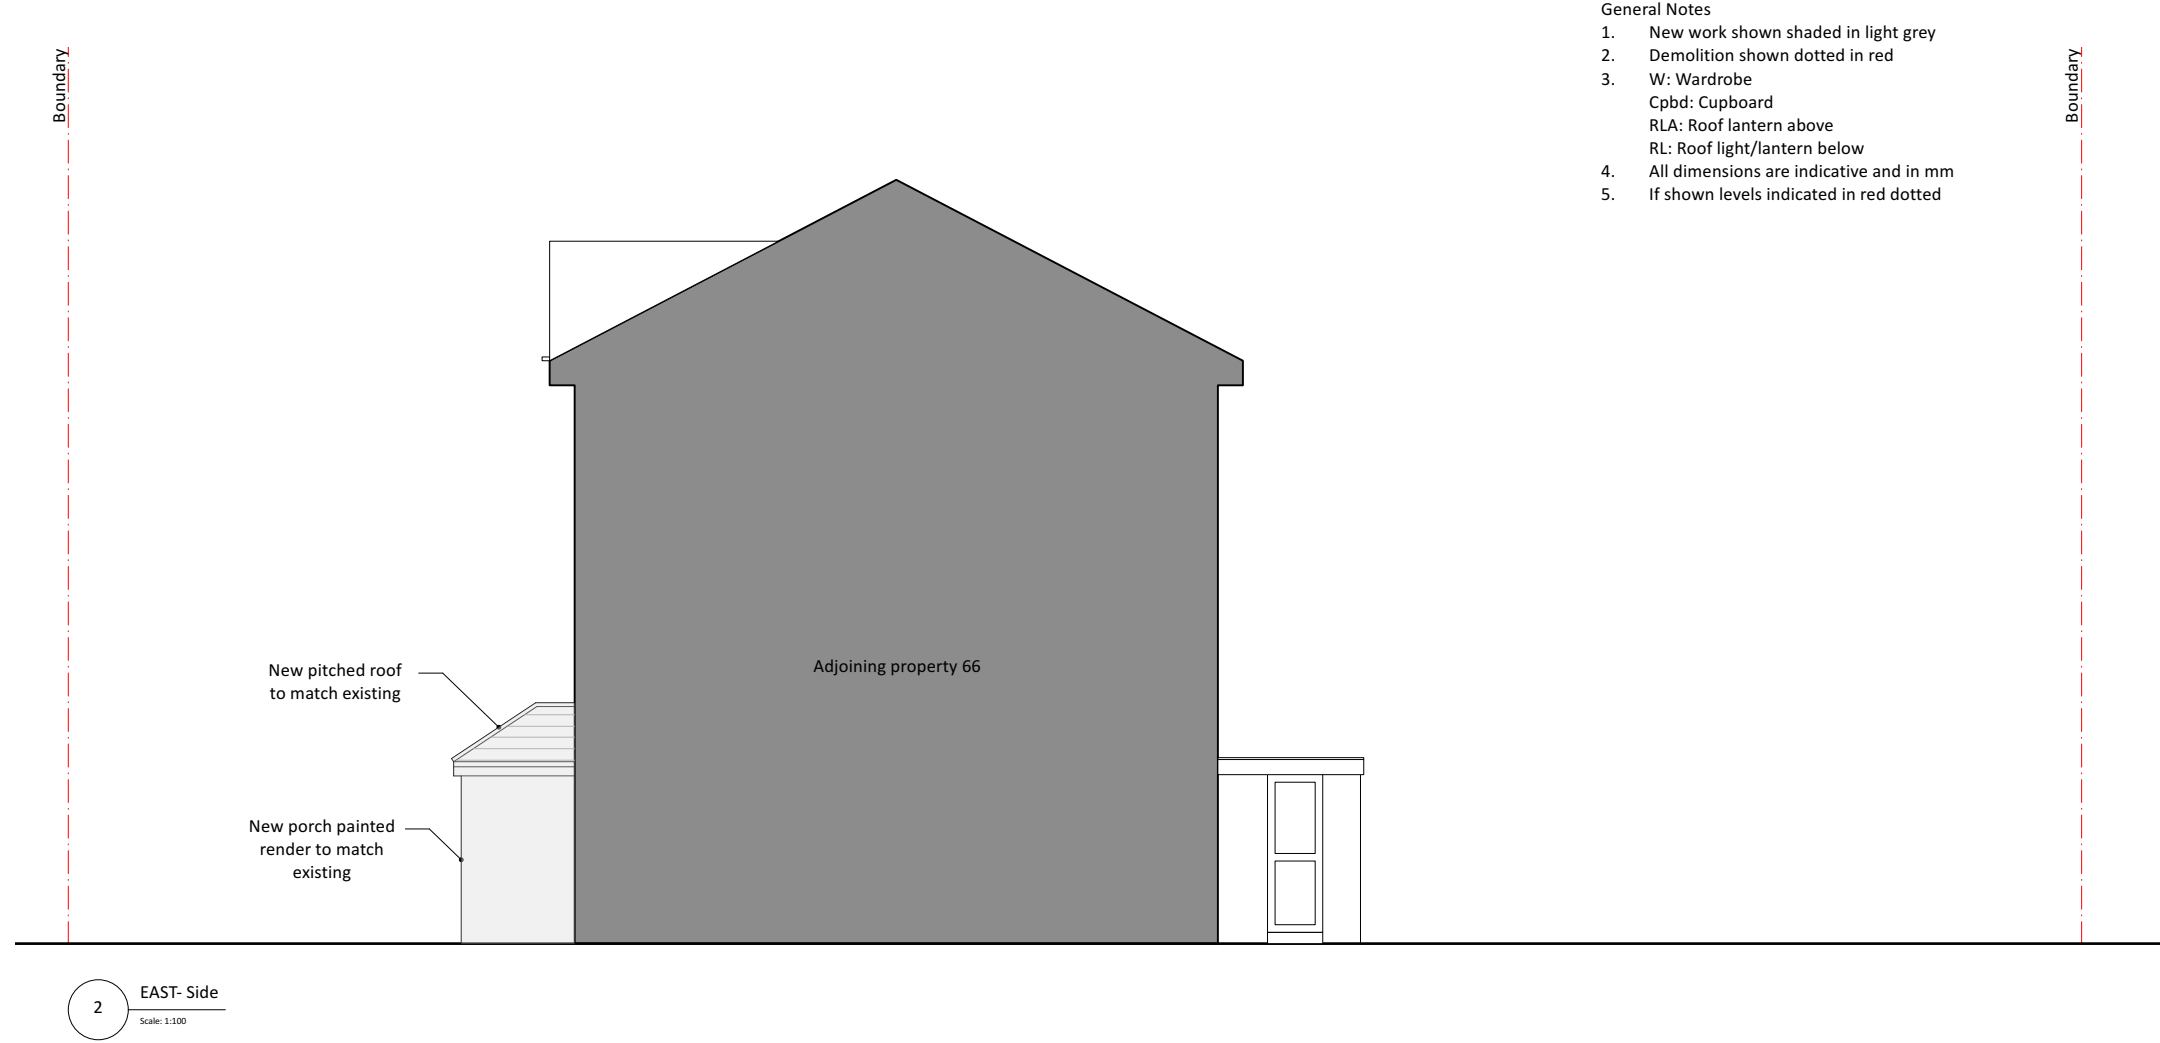 General Notes
1. New work shown shaded in light grey
2. Demolition shown dotted in red
3. W: Wardrobe
Cpbd: Cupboard
RLA: Roof lantern above
RL: Roof light/lantern below
4. All dimensions are indicative and in mm
5. If shown levels indicated in red dotted
Boundary
Boundary
New pitched roof
to match existing
Adjoining property 66
New porch painted
render to match
existing
2
EAST- Side
Scale: 1:100